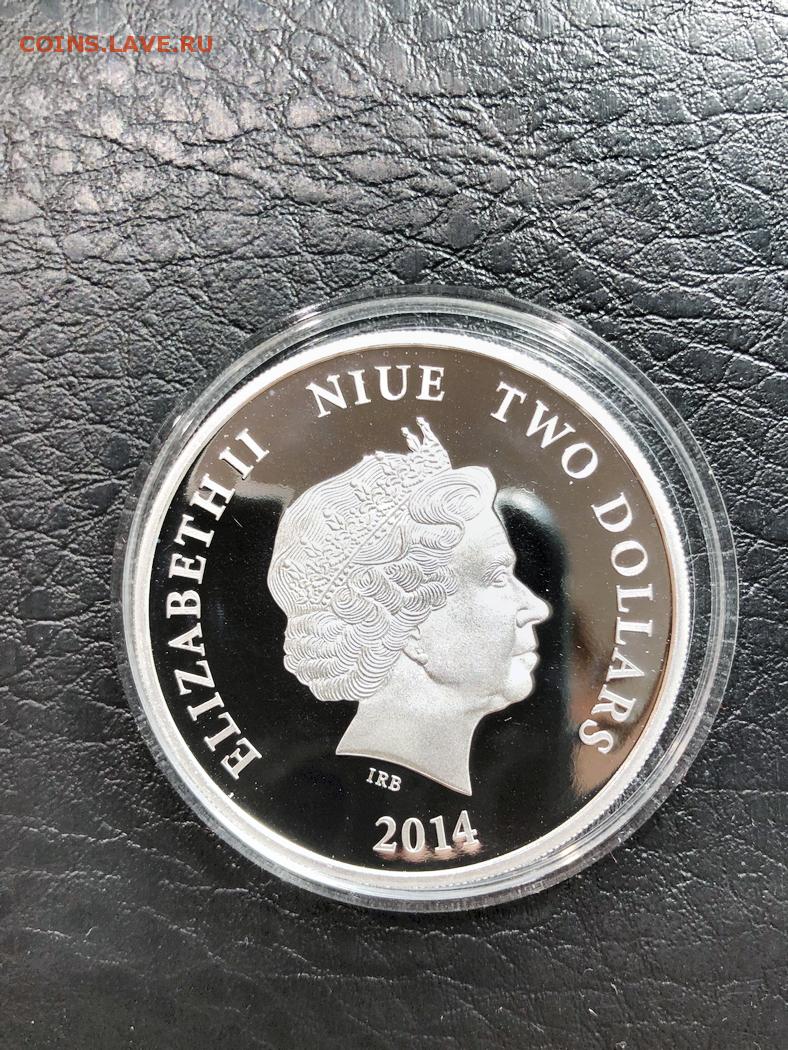 COINS.LAVE.RU
ELIZABETH II NIUE TWO DOLLARS
IRB
2014